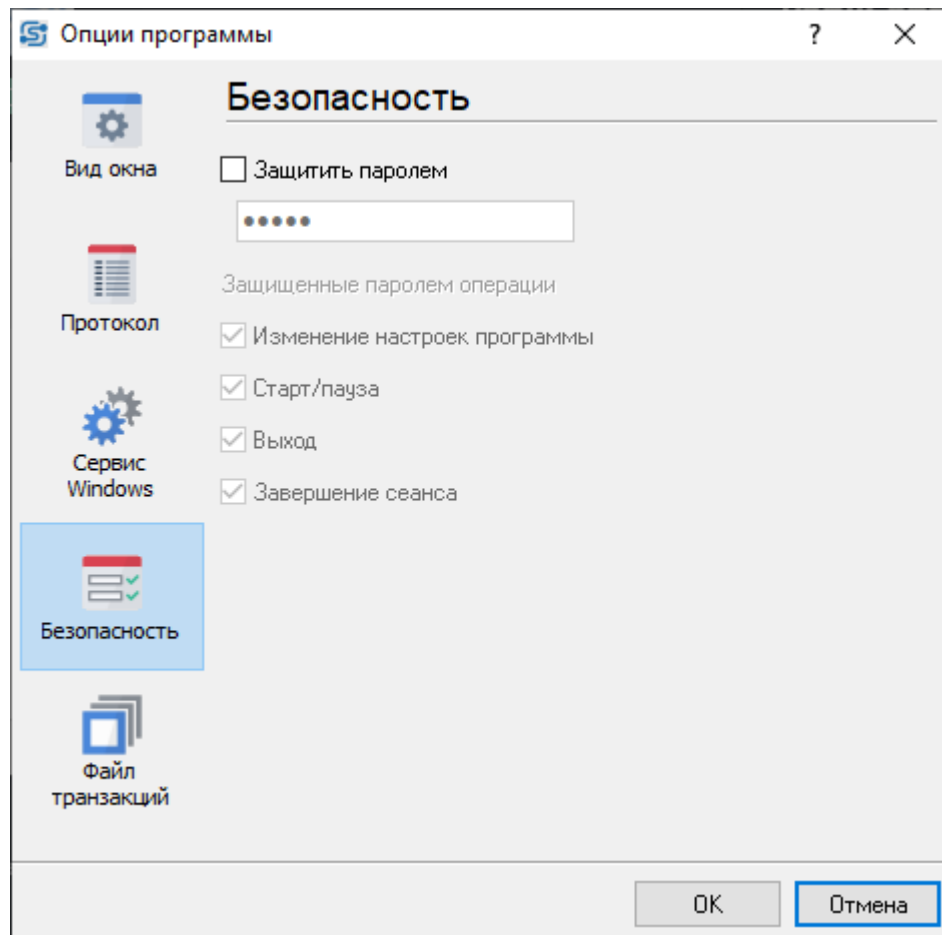 Опции программы
?
Безопасность
Вид окна
Протокол
Сервис
Windows
Безопасность
Файл
транзакций
Защитить паролем
•••••
Защищенные паролем операции
Изменение настроек программы
Старт/пауза
Выход
Завершение сеанса
OK
Отмена